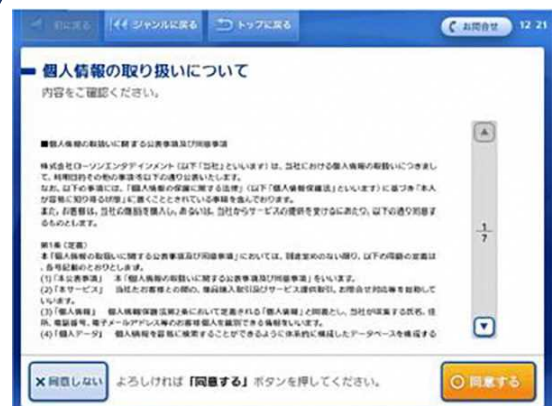 前に戻る ジャンルに戻る トップに戻る お問合せ 12 21
個人情報の取り扱いについて
内容をご確認ください。
■個人情報の取扱いに関する公表事項及び同意事項
株式会社ローソンエンタテインメント(以下「当社」といいます)は、当社における個人情報の取扱いにつきまし
て、利用目的その他の事項を以下の通り公表いたします。
なお、以下の事項には、「個人情報の保護に関する法律」(以下「個人情報保護法」といいます)に基づき「本人
が容易に知り得る状態」に置くこととされている事項を含んでおります。
また、お客様は、当社の商品を購入し、あるいは、当社からサービスの提供を受けるにあたり、以下の通り同意す
るものとします。
第1条(定義)
本「個人情報の取扱いに関する公表事項及び同意事項」においては、別途定めのない限り、以下の用語の定義は
、各号記載のとおりとします。
(1)「本公表事項」 本「個人情報の取扱いに関する公表事項及び同意事項」をいいます。
(2)「本サービス」 当社とお客様との間の、商品購入取引及びサービス提供取引、お問合せ対応等を総称して
いいます。
(3)「個人情報」 個人情報保護法第2条において定義される「個人情報」と同義とし、当社が収集する氏名、住
所、電話番号、電子メールアドレス等のお客様個人を識別できる情報をいいます。
(4)「個人データ」 個人情報を容易に検索することができるように体系的に構成したデータベースを構成する
1
7
×同意しない よろしければ「同意する」ボタンを押してください。 同意する